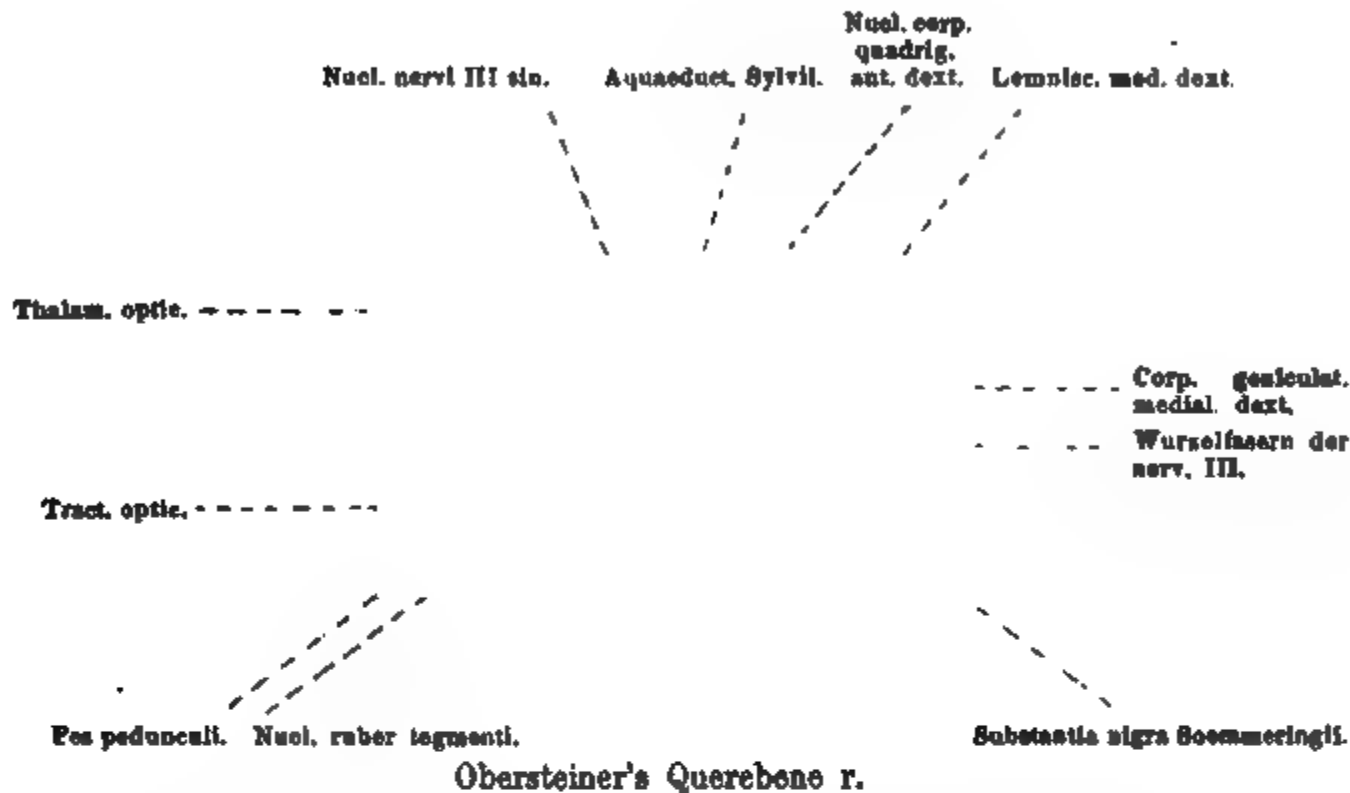 Nucl. corp.
quadrig.
Nucl. nervi III sin. Aquaeduct. Sylvii. ant. dext. Lemnisc. med. dext.
Thalam. optic.
Corp. geniculat.
medial. dext.
Wurzelfasern der
nerv. III.
Tract. optic.
Pes pedunculi. Nucl. ruber tegmenti. Substantia nigra Soemmeringii.
Obersteiner's Querebene r.